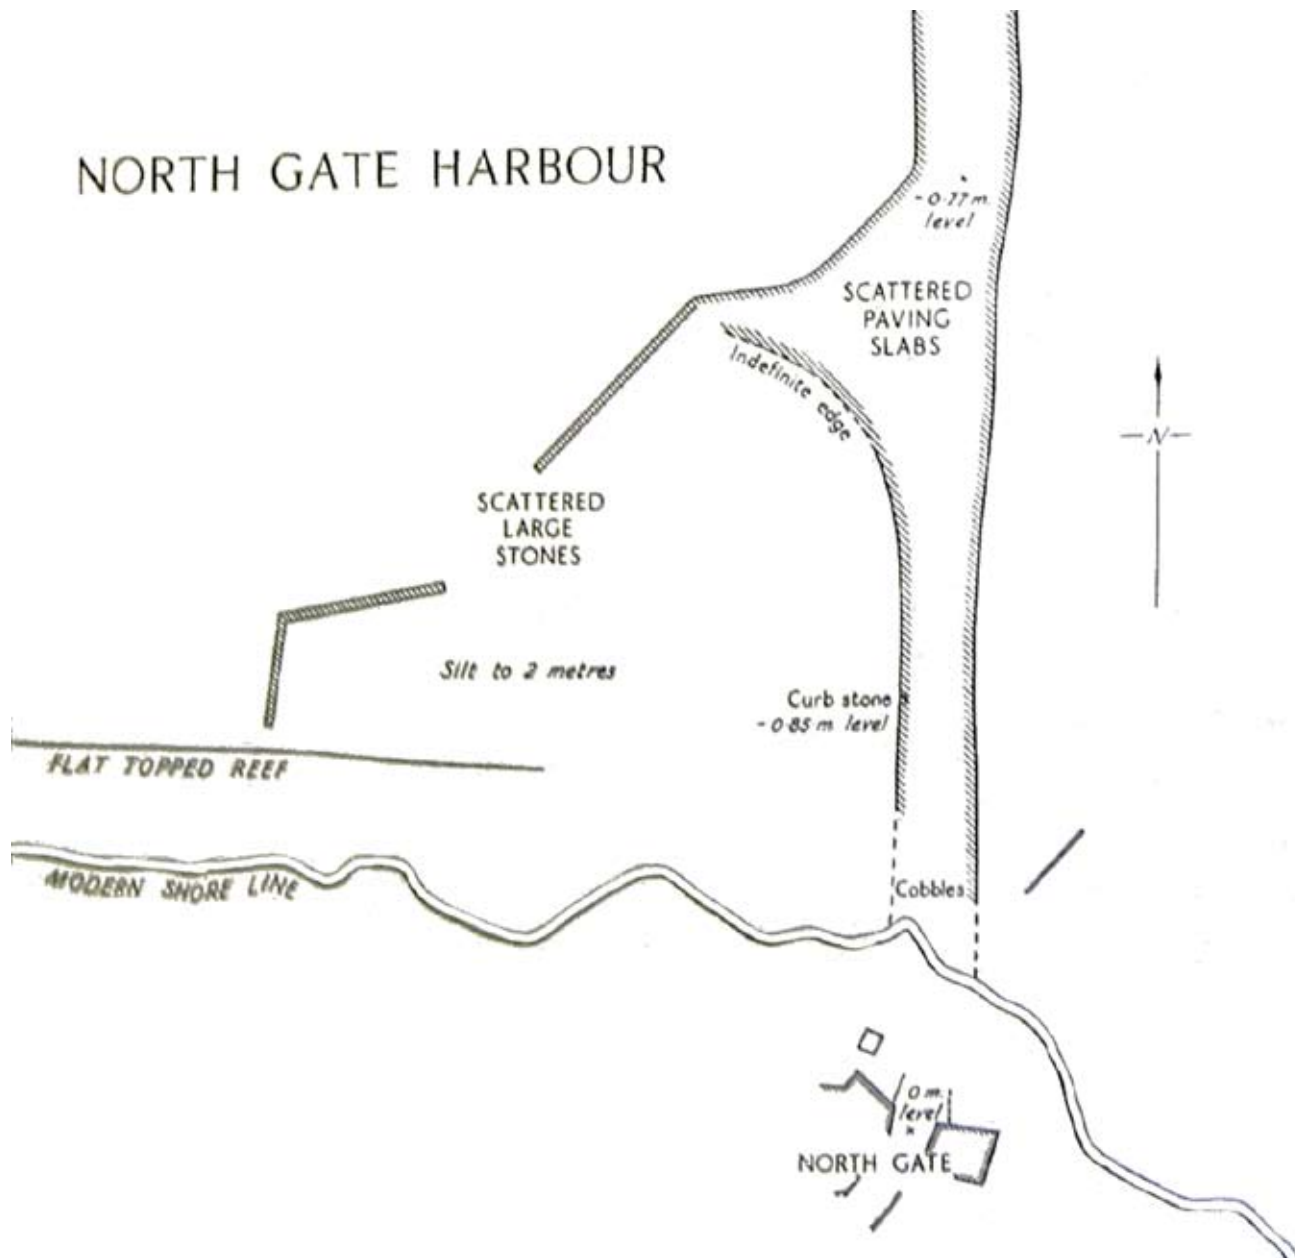 NORTH GATE HARBOUR
- 0·77 m.
level
SCATTERED
PAVING
SLABS
Indefinite edge
N
SCATTERED
LARGE
STONES
Silt to 2 metres
Curb stone
- 0·85 m level
FLAT TOPPED REEF
MODERN SHORE LINE
Cobbles
0 m.
level
NORTH GATE